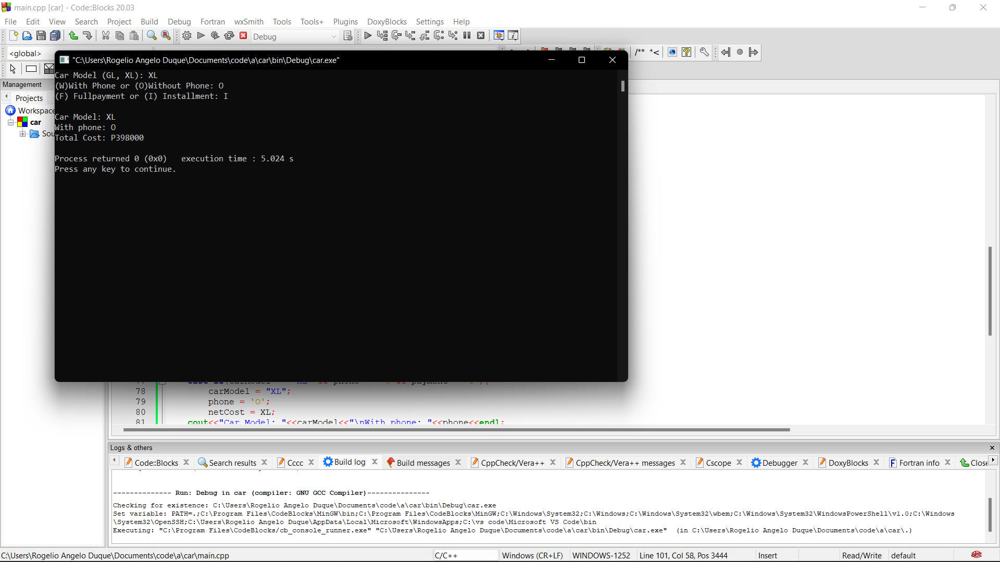 main.cpp [car] - Code::Blocks 20.03
File Edit View Search Project Build Debug Fortran wxSmith Tools Tools+ Plugins DoxyBlocks Settings Help
Debug
<global>
/** *<
"C:\Users\Rogelio Angelo Duque\Documents\code\a\car\bin\Debug\car.exe"
Management
Projects
Workspace
car
Sou
Car Model (GL, XL): XL
(W)With Phone or (O)Without Phone: O
(F) Fullpayment or (I) Installment: I
Car Model: XL
With phone: O
Total Cost: P398000
Process returned 0 (0x0)   execution time : 5.024 s
Press any key to continue.
78 carModel = "XL";
79 phone = 'O';
80 netCost = XL;
81 cout<<"Car Model: "<<carModel<<"\nWith phone: "<<phone<<endl;
Logs & others
Code::Blocks Search results Cccc Build log Build messages CppCheck/Vera++ CppCheck/Vera++ messages Cscope Debugger DoxyBlocks Fortran info Close
-------------- Run: Debug in car (compiler: GNU GCC Compiler)---------------
Checking for existence: C:\Users\Rogelio Angelo Duque\Documents\code\a\car\bin\Debug\car.exe
Set variable: PATH=.;C:\Program Files\CodeBlocks\MinGW\bin;C:\Program Files\CodeBlocks\MinGW;C:\Windows\System32;C:\Windows;C:\Windows\System32\wbem;C:\Windows\System32\WindowsPowerShell\v1.0;C:\Windows
\System32\OpenSSH;C:\Users\Rogelio Angelo Duque\AppData\Local\Microsoft\WindowsApps;C:\vs code\Microsoft VS Code\bin
Executing: "C:\Program Files\CodeBlocks/cb_console_runner.exe" "C:\Users\Rogelio Angelo Duque\Documents\code\a\car\bin\Debug\car.exe"  (in C:\Users\Rogelio Angelo Duque\Documents\code\a\car\.)
C:\Users\Rogelio Angelo Duque\Documents\code\a\car\main.cpp C/C++ Windows (CR+LF) WINDOWS-1252 Line 101, Col 58, Pos 3444 Insert Read/Write default abc